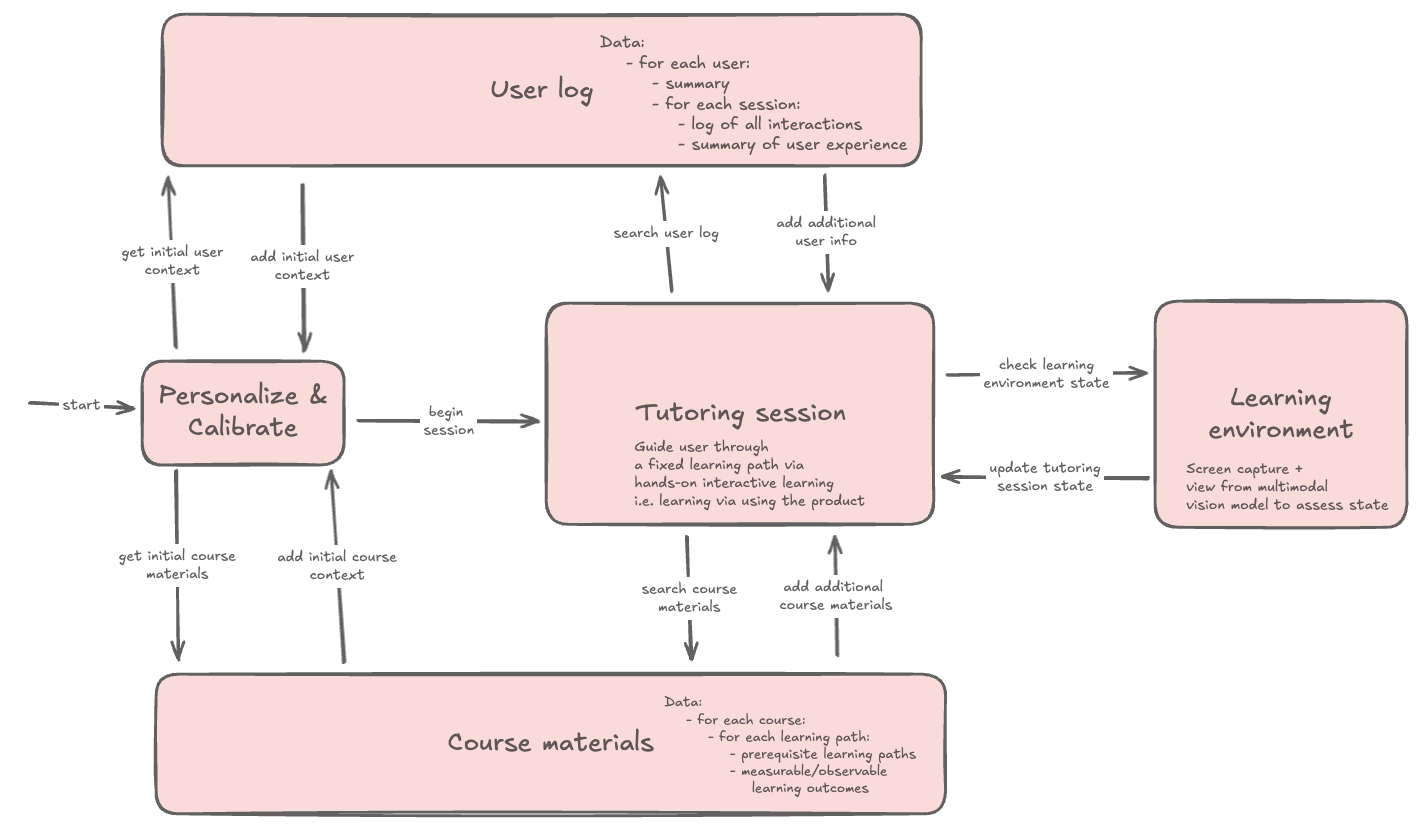 User log
Data:
- for each user:
- summary
- for each session:
- log of all interactions
- summary of user experience
get initial user
context
add initial user
context
search user log
add additional
user info
start
Personalize &
Calibrate
begin
session
Tutoring session
Guide user through
a fixed learning path via
hands-on interactive learning
i.e. learning via using the product
check learning
environment state
update tutoring
session state
Learning
environment
Screen capture +
view from multimodal
vision model to assess state
get initial course
materials
add initial course
context
search course
materials
add additional
course materials
Course materials
Data:
- for each course:
- for each learning path:
- prerequisite learning paths
- measurable/observable
learning outcomes